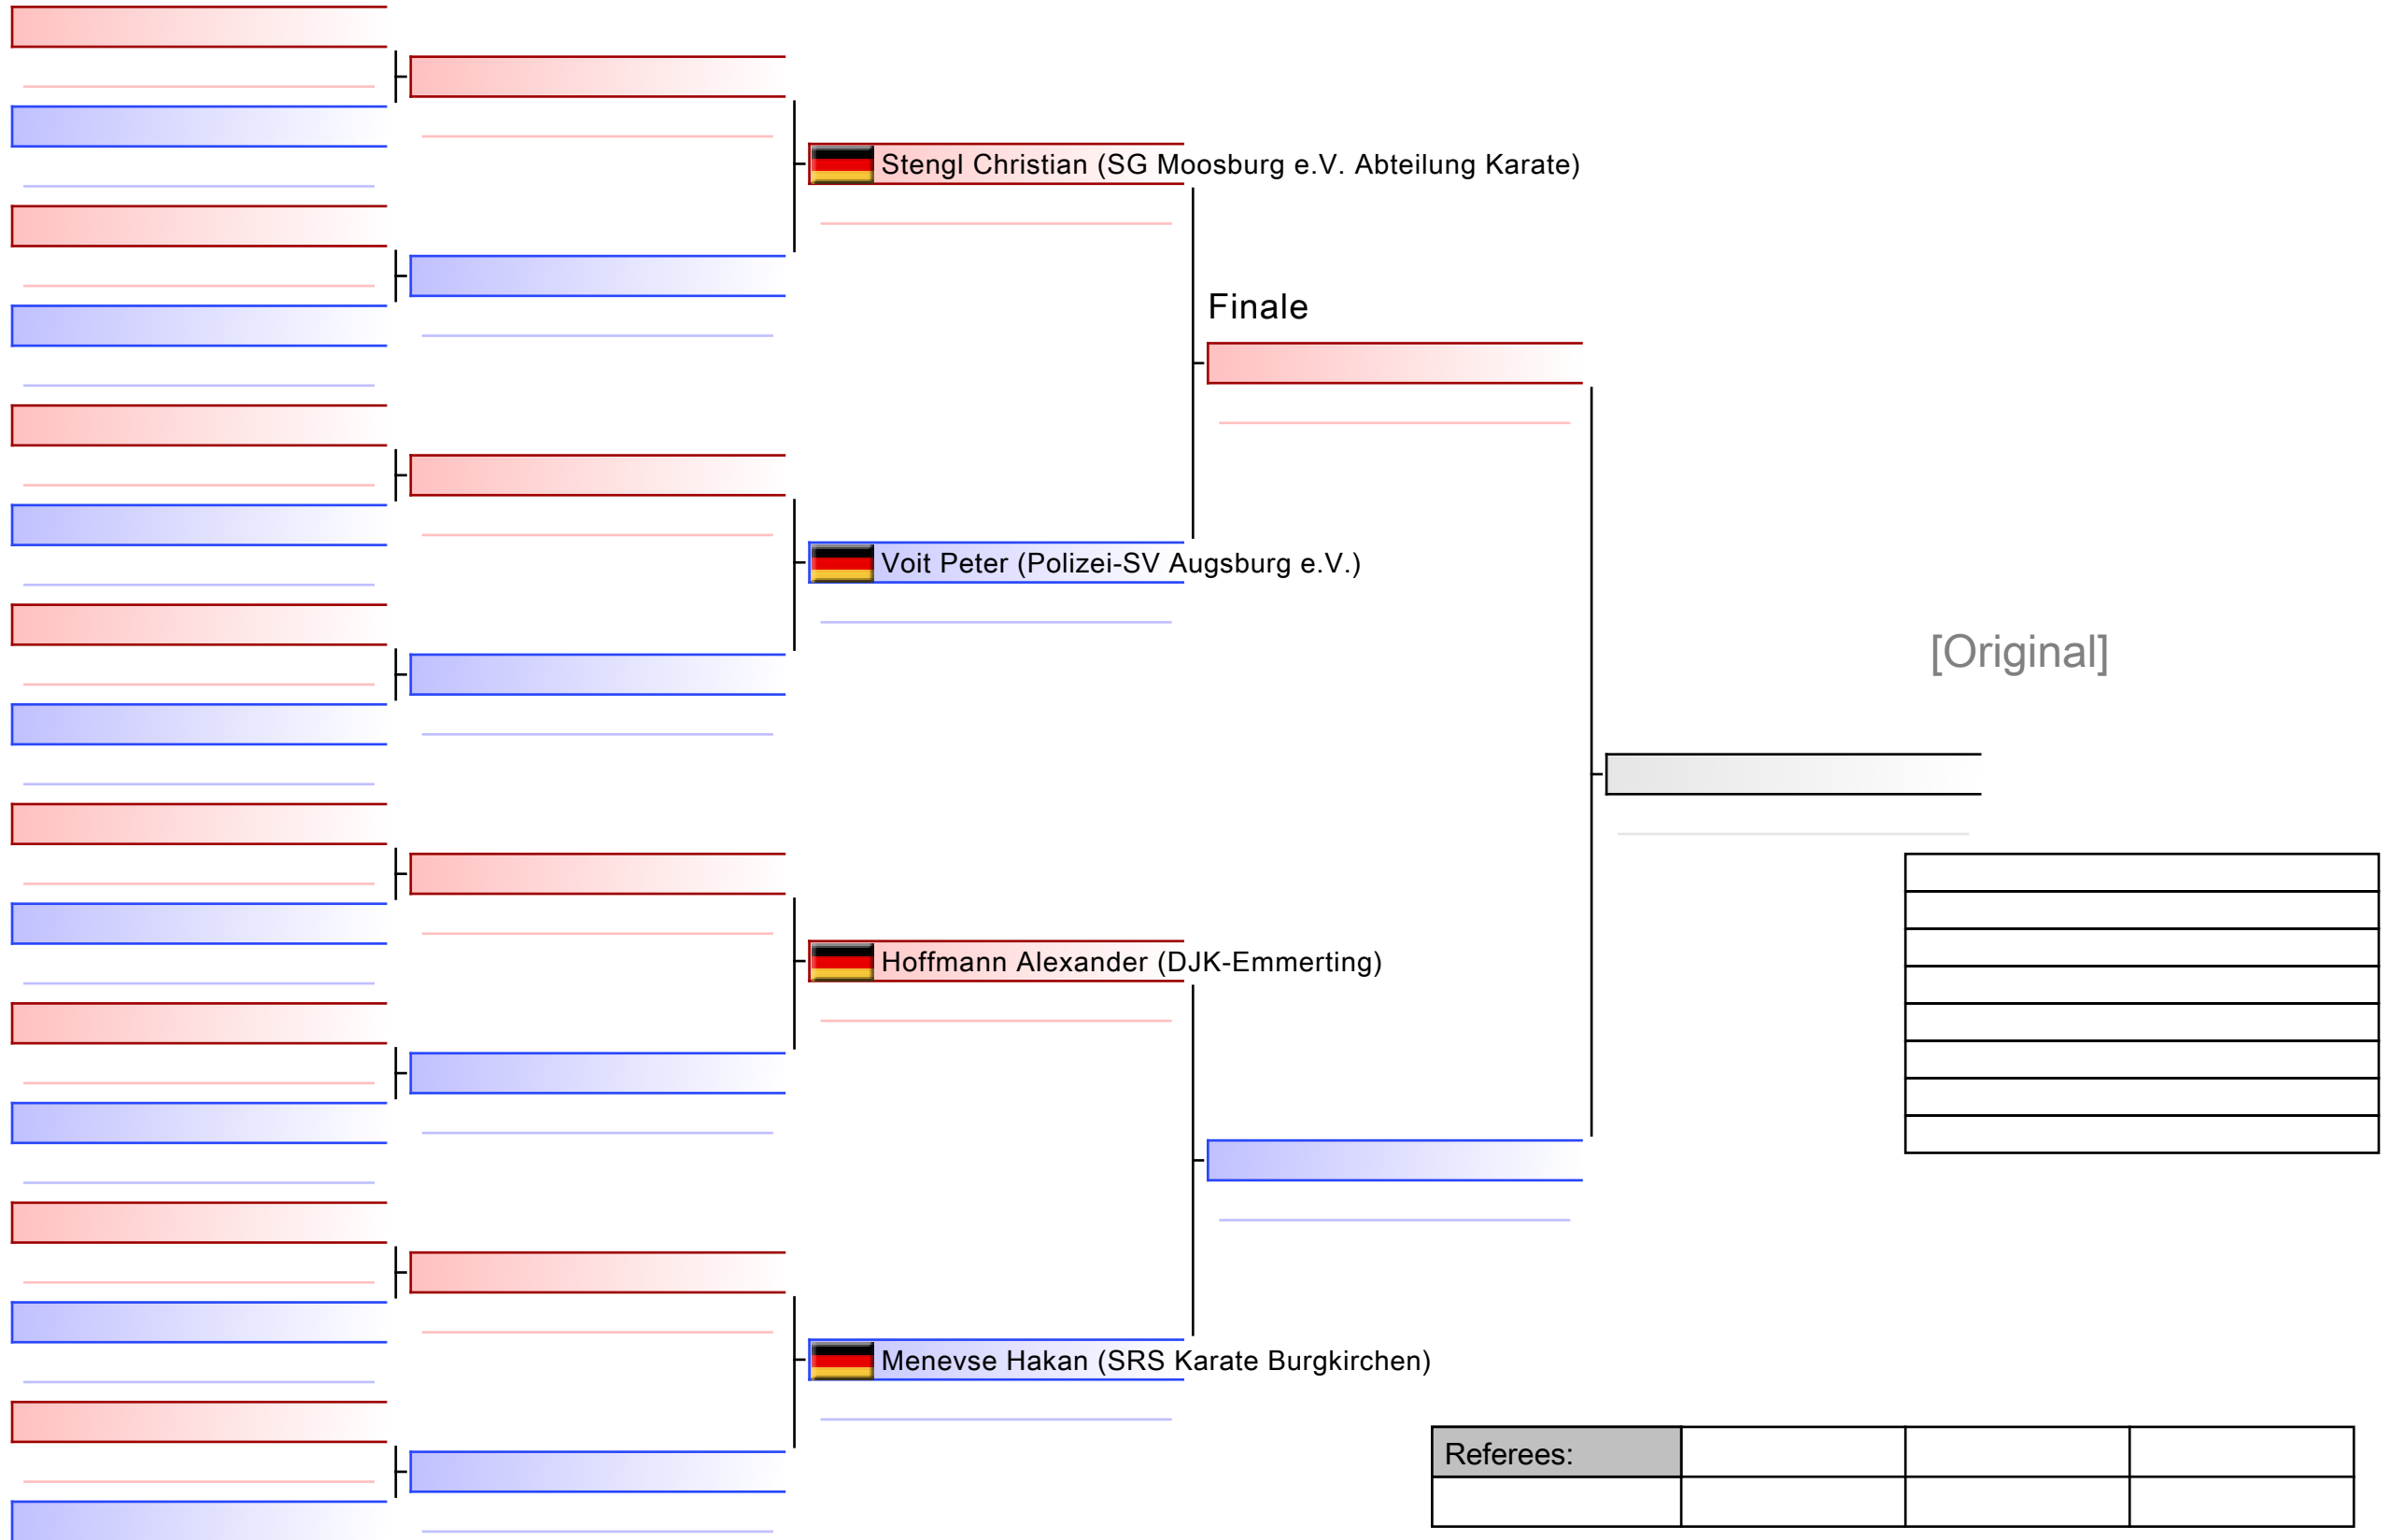 Stengl Christian (SG Moosburg e.V. Abteilung Karate)
Finale
Voit Peter (Polizei-SV Augsburg e.V.)
[Original]
Hoffmann Alexander (DJK-Emmerting)
Menevse Hakan (SRS Karate Burgkirchen)
Referees: